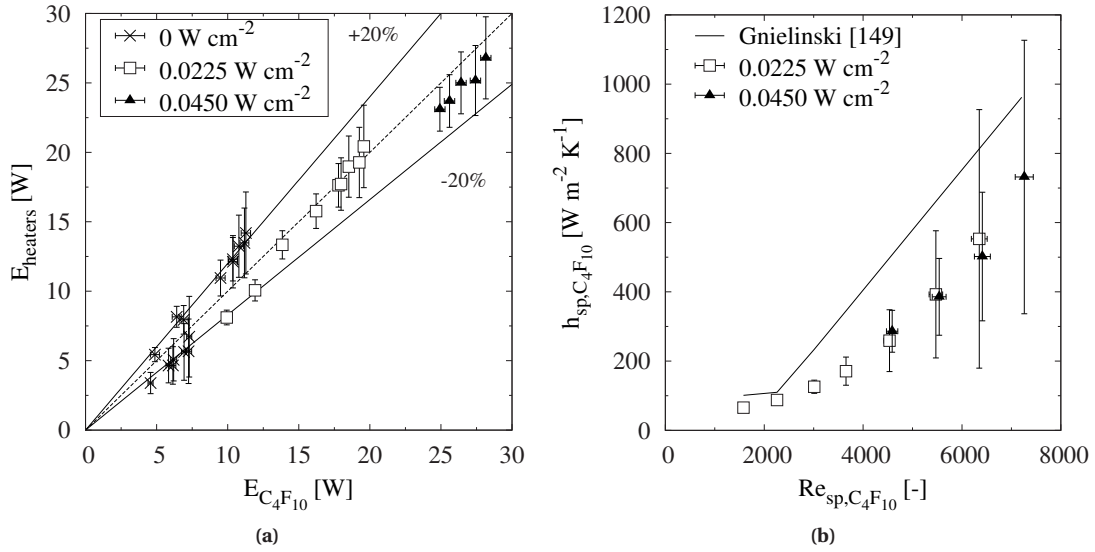 30
25
20
15
10
5
0
E_heaters [W]
0 W cm⁻²
0.0225 W cm⁻²
0.0450 W cm⁻²
+20%
-20%
0 5 10 15 20 25 30
E_C₄F₁₀ [W]
(a)
1200
1000
800
600
400
200
0
h_sp,C₄F₁₀ [W m⁻² K⁻¹]
Gnielinski [149]
0.0225 W cm⁻²
0.0450 W cm⁻²
0 2000 4000 6000 8000
Re_sp,C₄F₁₀ [-]
(b)